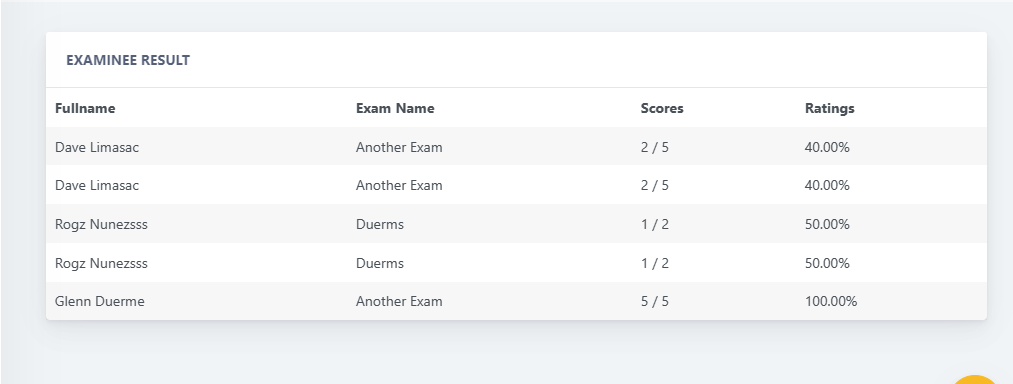 EXAMINEE RESULT
Fullname Exam Name Scores Ratings
Dave Limasac Another Exam 2 / 5 40.00%
Dave Limasac Another Exam 2 / 5 40.00%
Rogz Nunezsss Duerms 1 / 2 50.00%
Rogz Nunezsss Duerms 1 / 2 50.00%
Glenn Duerme Another Exam 5 / 5 100.00%